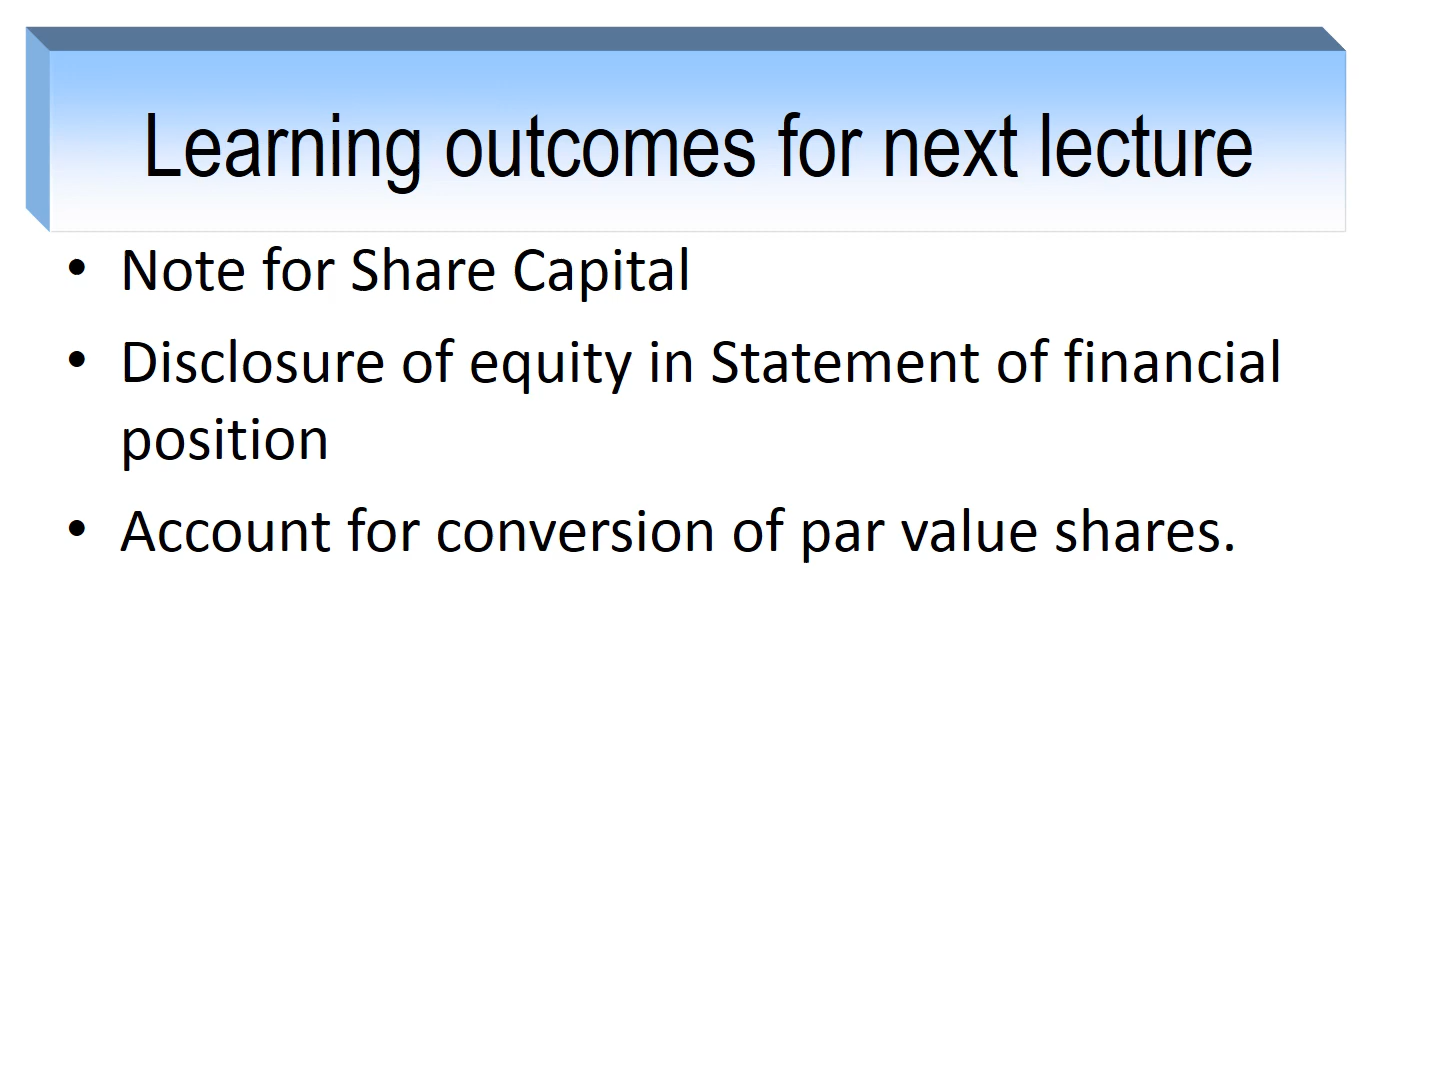 Learning outcomes for next lecture
• Note for Share Capital
• Disclosure of equity in Statement of financial
position
• Account for conversion of par value shares.